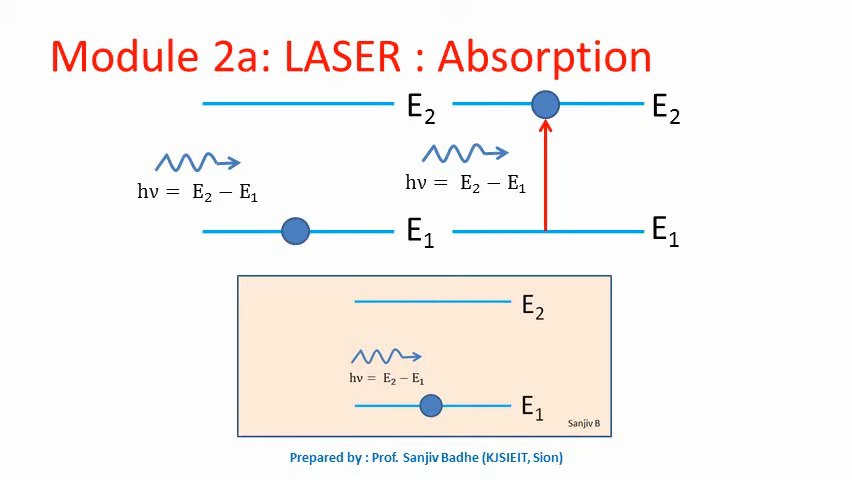 Module 2a: LASER : Absorption
E₂
E₂
hν = E₂ − E₁
hν = E₂ − E₁
E₁
E₁
E₂
hν = E₂ − E₁
E₁
Sanjiv B
Prepared by : Prof. Sanjiv Badhe (KJSIEIT, Sion)